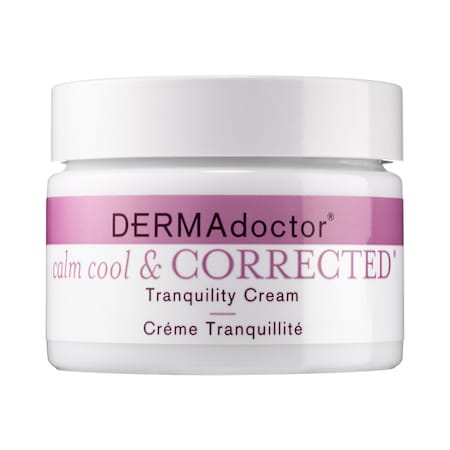 DERMAdoctor®
calm cool & CORRECTED®
Tranquility Cream
Créme Tranquillité